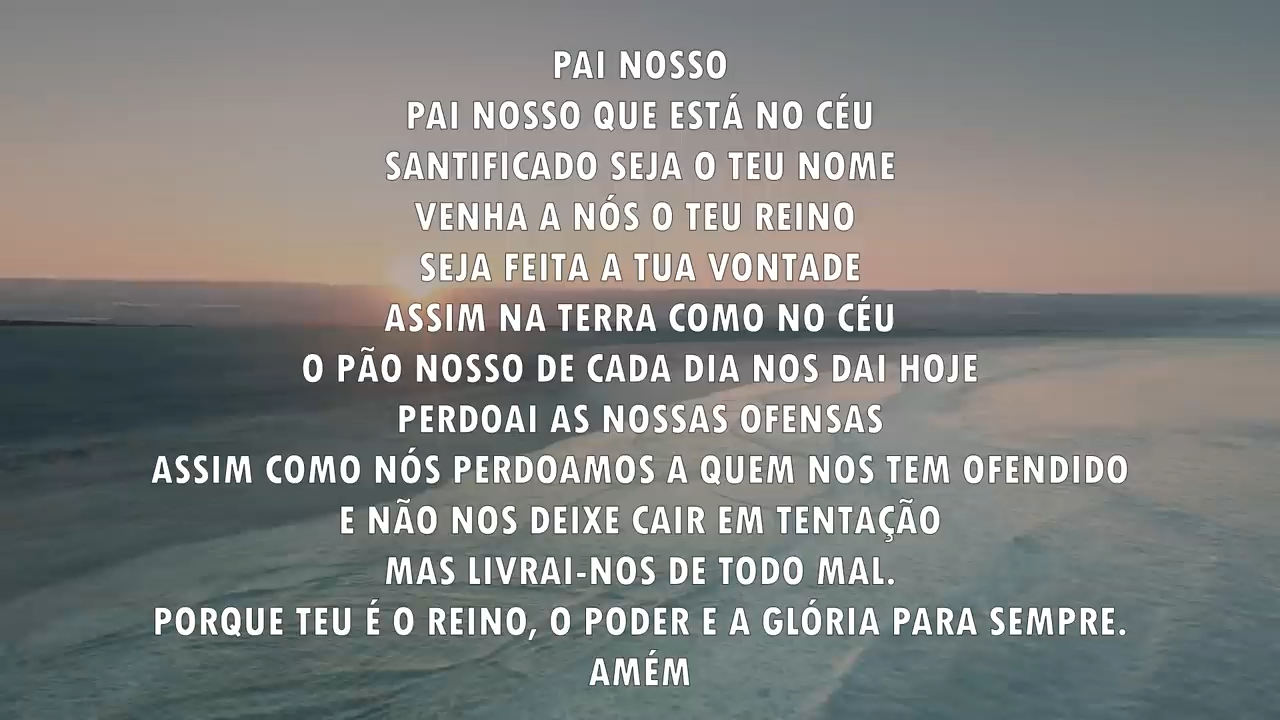 PAI NOSSO
PAI NOSSO QUE ESTÁ NO CÉU
SANTIFICADO SEJA O TEU NOME
VENHA A NÓS O TEU REINO
SEJA FEITA A TUA VONTADE
ASSIM NA TERRA COMO NO CÉU
O PÃO NOSSO DE CADA DIA NOS DAI HOJE
PERDOAI AS NOSSAS OFENSAS
ASSIM COMO NÓS PERDOAMOS A QUEM NOS TEM OFENDIDO
E NÃO NOS DEIXE CAIR EM TENTAÇÃO
MAS LIVRAI-NOS DE TODO MAL.
PORQUE TEU É O REINO, O PODER E A GLÓRIA PARA SEMPRE.
AMÉM